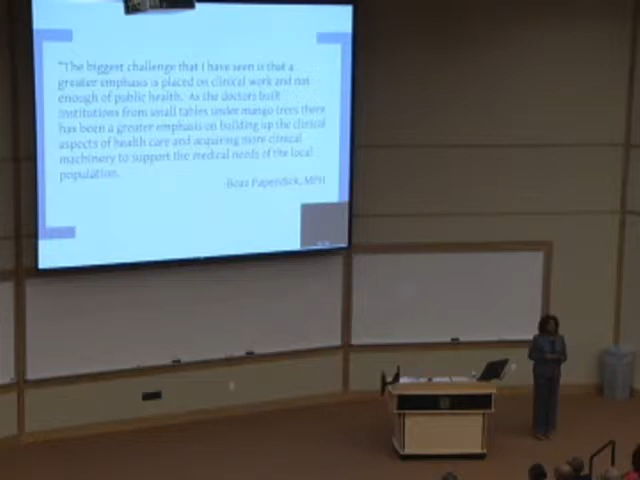 "The biggest challenge that I have seen is that a
greater emphasis is placed on clinical work and not
enough of public health. As the doctors built
institutions from small tables under mango trees there
has been a greater emphasis on building up the clinical
aspects of health care and acquiring more clinical
machinery to support the medical needs of the local
population.
MPH